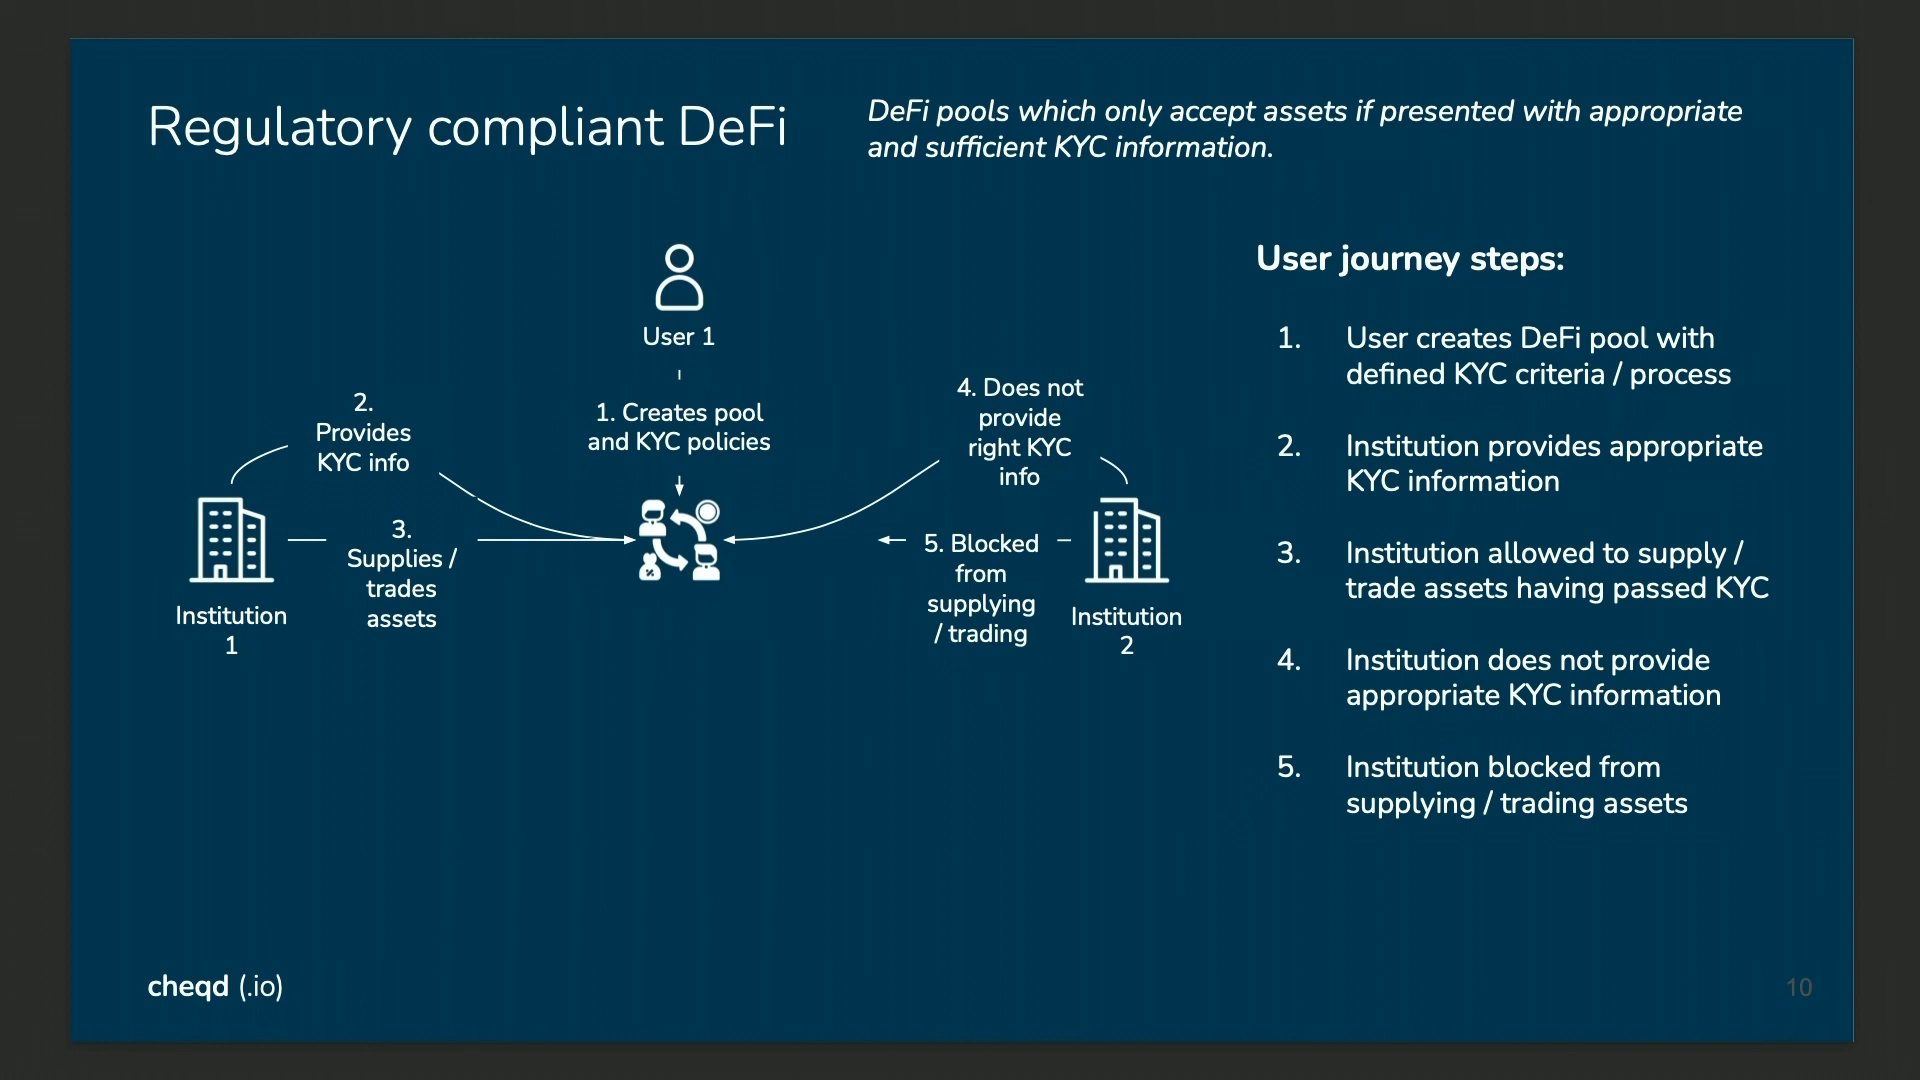 Regulatory compliant DeFi
DeFi pools which only accept assets if presented with appropriate
and sufficient KYC information.
User 1
1. Creates pool
and KYC policies
2.
Provides
KYC info
3.
Supplies /
trades
assets
Institution
1
4. Does not
provide
right KYC
info
5. Blocked
from
supplying
/ trading
Institution
2
User journey steps:
1. User creates DeFi pool with
defined KYC criteria / process
2. Institution provides appropriate
KYC information
3. Institution allowed to supply /
trade assets having passed KYC
4. Institution does not provide
appropriate KYC information
5. Institution blocked from
supplying / trading assets
cheqd (.io)
10